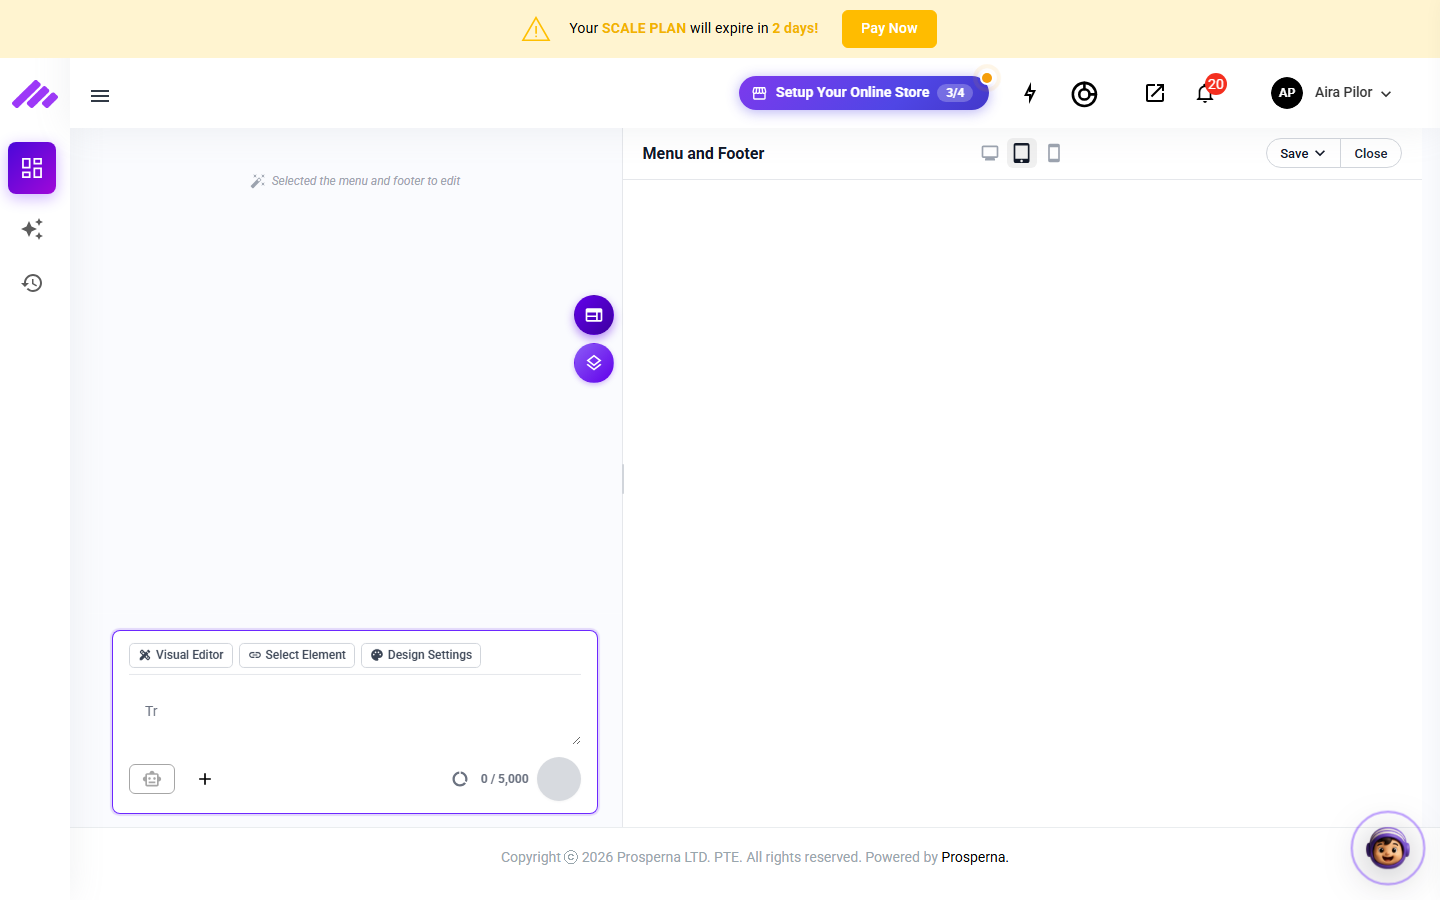 Your SCALE PLAN will expire in 2 days!
Pay Now
Setup Your Online Store 3/4
20
AP
Aira Pilor
Selected the menu and footer to edit
Menu and Footer
Save
Close
Visual Editor
Select Element
Design Settings
Tr
0 / 5,000
Copyright © 2026 Prosperna LTD. PTE. All rights reserved. Powered by Prosperna.